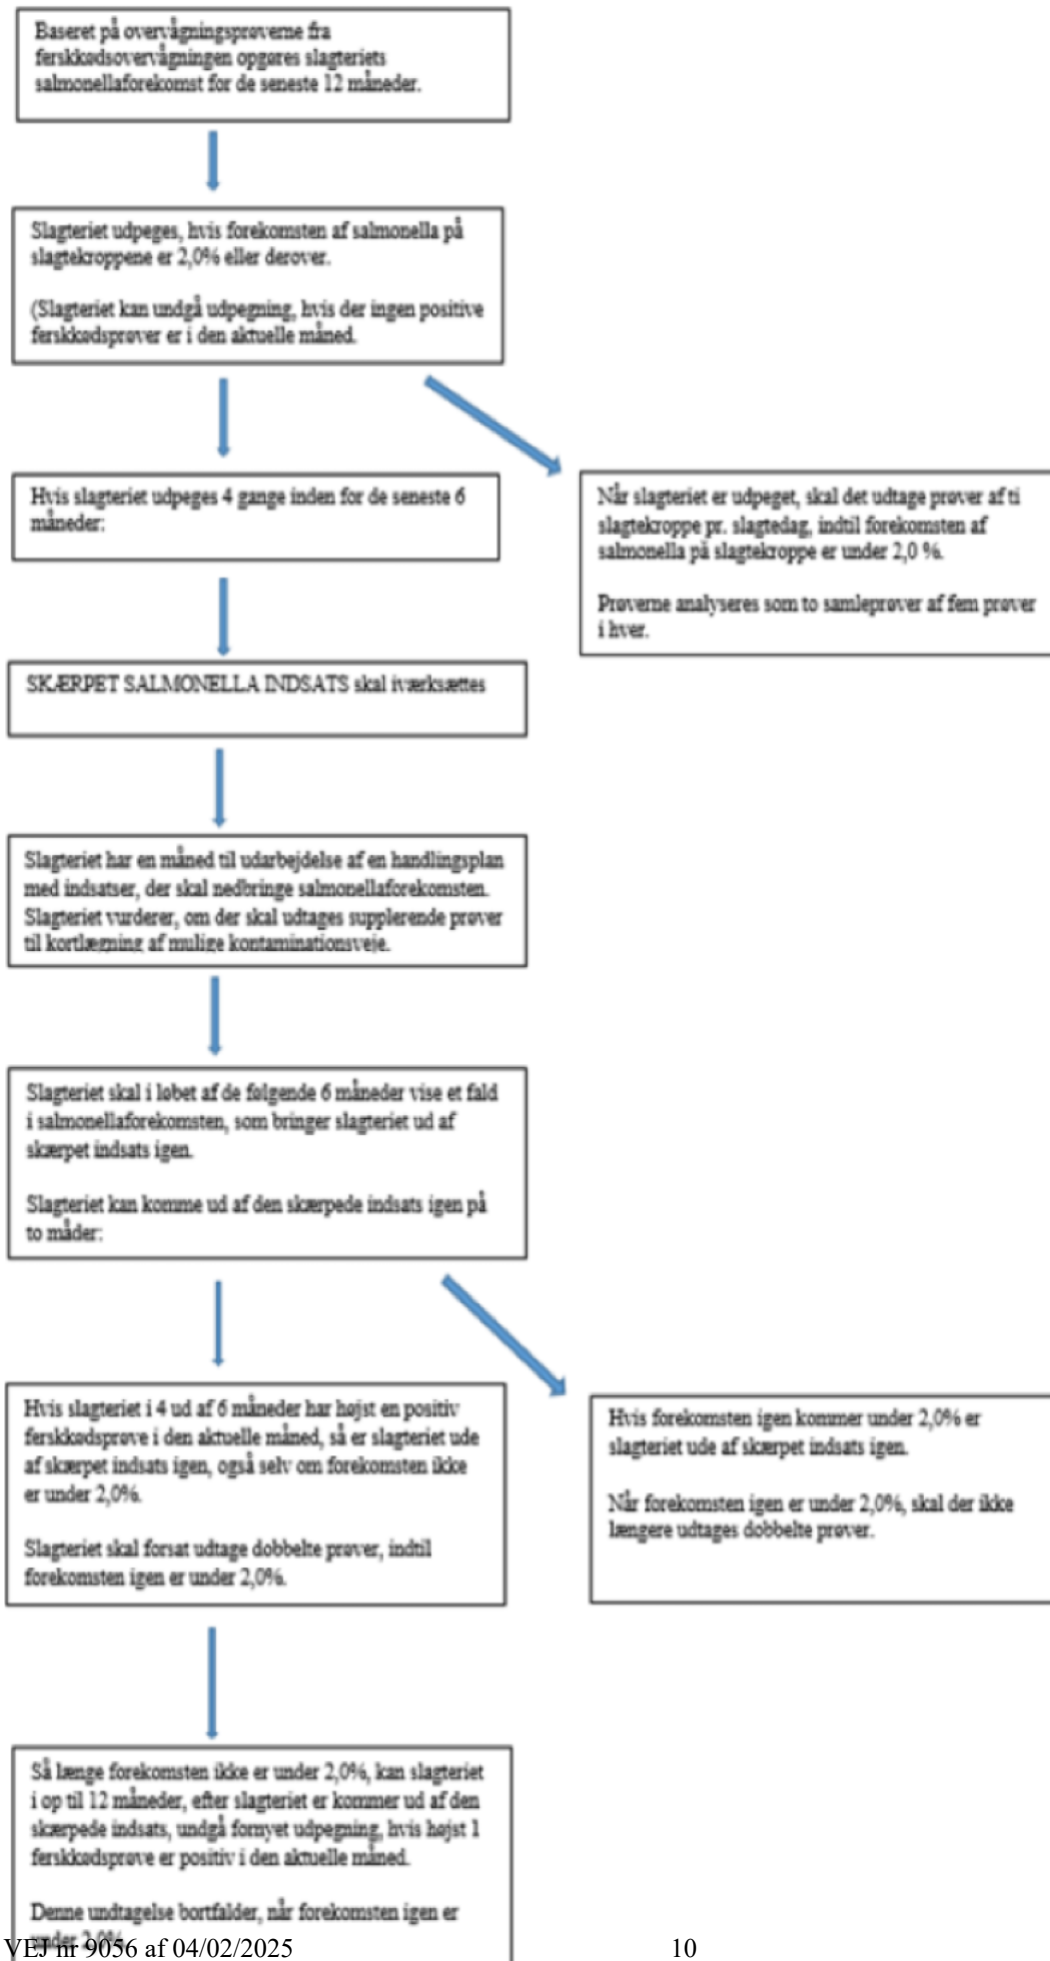 Baseret på overvågningsprøverne fra
ferskkødsovervågningen opgøres slagteriets
salmonellaforekomst for de seneste 12 måneder.
Slagteriet udpeges, hvis forekomsten af salmonella på
slagtekroppene er 2,0% eller derover.
(Slagteriet kan undgå udpegning, hvis der ingen positive
ferskkødsprøver er i den aktuelle måned.
Hvis slagteriet udpeges 4 gange inden for de seneste 6
måneder:
Når slagteriet er udpeget, skal det udtage prøver af ti
slagtekroppe pr. slagtedag, indtil forekomsten af
salmonella på slagtekroppe er under 2,0 %.
Prøverne analyseres som to samleprøver af fem prøver
i hver.
SKÆRPET SALMONELLA INDSATS skal iværksættes
Slagteriet har en måned til udarbejdelse af en handlingsplan
med indsatser, der skal nedbringe salmonellaforekomsten.
Slagteriet vurderer, om der skal udtages supplerende prøver
til kortlægning af mulige kontaminationsveje.
Slagteriet skal i løbet af de følgende 6 måneder vise et fald
i salmonellaforekomsten, som bringer slagteriet ud af
skærpet indsats igen.
Slagteriet kan komme ud af den skærpede indsats igen på
to måder:
Hvis slagteriet i 4 ud af 6 måneder har højst en positiv
ferskkødsprøve i den aktuelle måned, så er slagteriet ude
af skærpet indsats igen, også selv om forekomsten ikke
er under 2,0%.
Slagteriet skal forsat udtage dobbelte prøver, indtil
forekomsten igen er under 2,0%.
Hvis forekomsten igen kommer under 2,0% er
slagteriet ude af skærpet indsats igen.
Når forekomsten igen er under 2,0%, skal der ikke
længere udtages dobbelte prøver.
Så længe forekomsten ikke er under 2,0%, kan slagteriet
i op til 12 måneder, efter slagteriet er kommer ud af den
skærpede indsats, undgå fornyet udpegning, hvis højst 1
ferskkødsprøve er positiv i den aktuelle måned.
Denne undtagelse bortfalder, når forekomsten igen er
under 2,0%.
VEJ nr 9056 af 04/02/2025
10